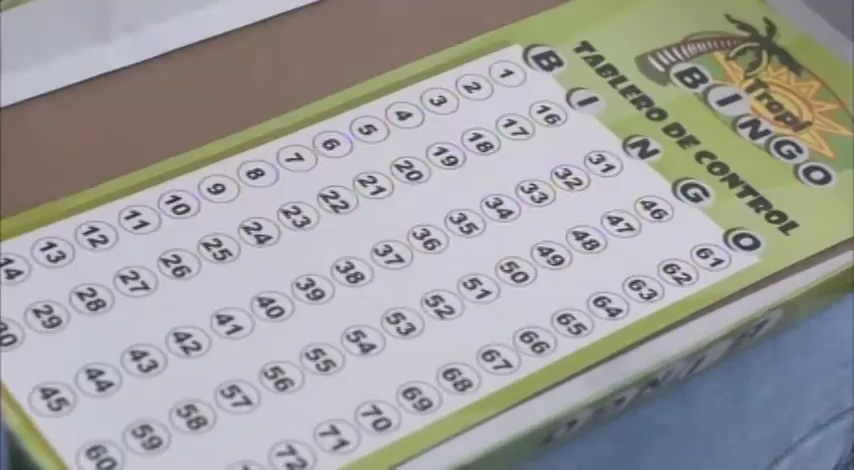 Tropi
BINGO
TABLERO DE CONTROL
B 1 2 3 4 5 6 7 8 9 10 11 12 13 14
I 16 17 18 19 20 21 22 23 24 25 26 27 28 29
N 31 32 33 34 35 36 37 38 39 40 41 42 43 44 45
G 46 47 48 49 50 51 52 53 54 55 56 57 58 59 60
O 61 62 63 64 65 66 67 68 69 70 71 72